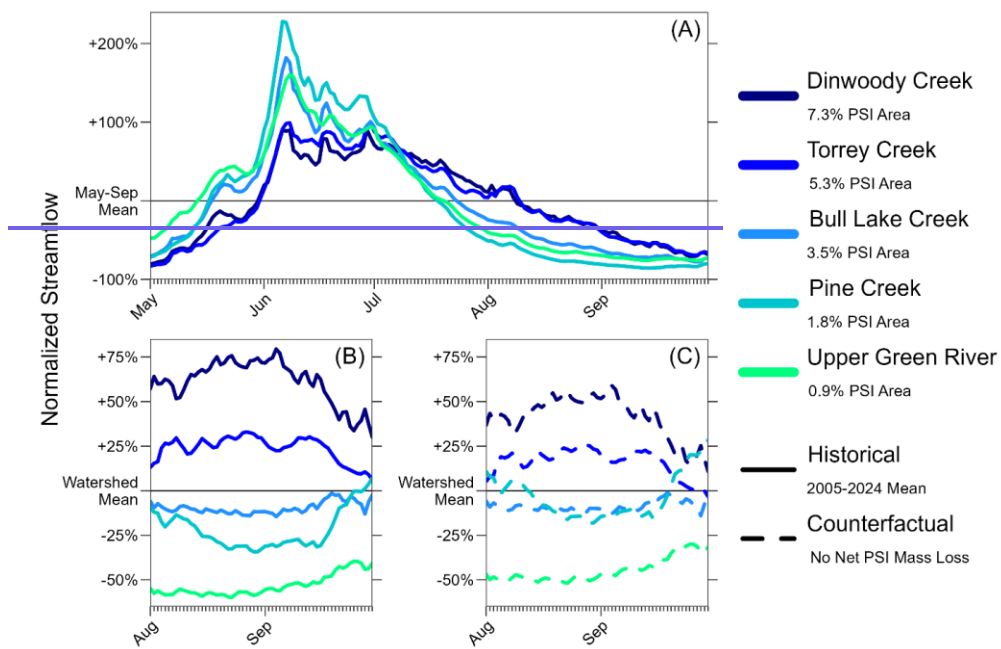 (A)
+200%
+100%
May-Sep
Mean
-100%
May
Jun
Jul
Aug
Sep
Normalized Streamflow
(B)
+75%
+50%
+25%
Watershed
Mean
-25%
-50%
Aug
Sep
(C)
+75%
+50%
+25%
Watershed
Mean
-25%
-50%
Aug
Sep
Dinwoody Creek
7.3% PSI Area
Torrey Creek
5.3% PSI Area
Bull Lake Creek
3.5% PSI Area
Pine Creek
1.8% PSI Area
Upper Green River
0.9% PSI Area
Historical
2005-2024 Mean
Counterfactual
No Net PSI Mass Loss